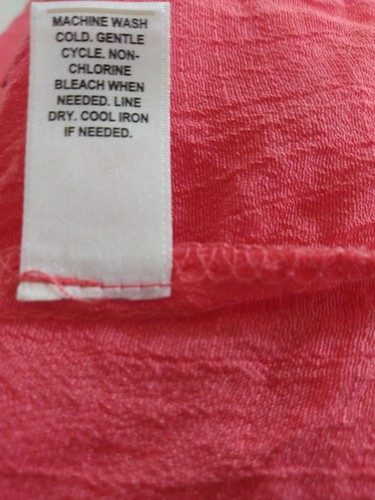 MACHINE WASH
COLD. GENTLE
CYCLE. NON-
CHLORINE
BLEACH WHEN
NEEDED. LINE
DRY. COOL IRON
IF NEEDED.